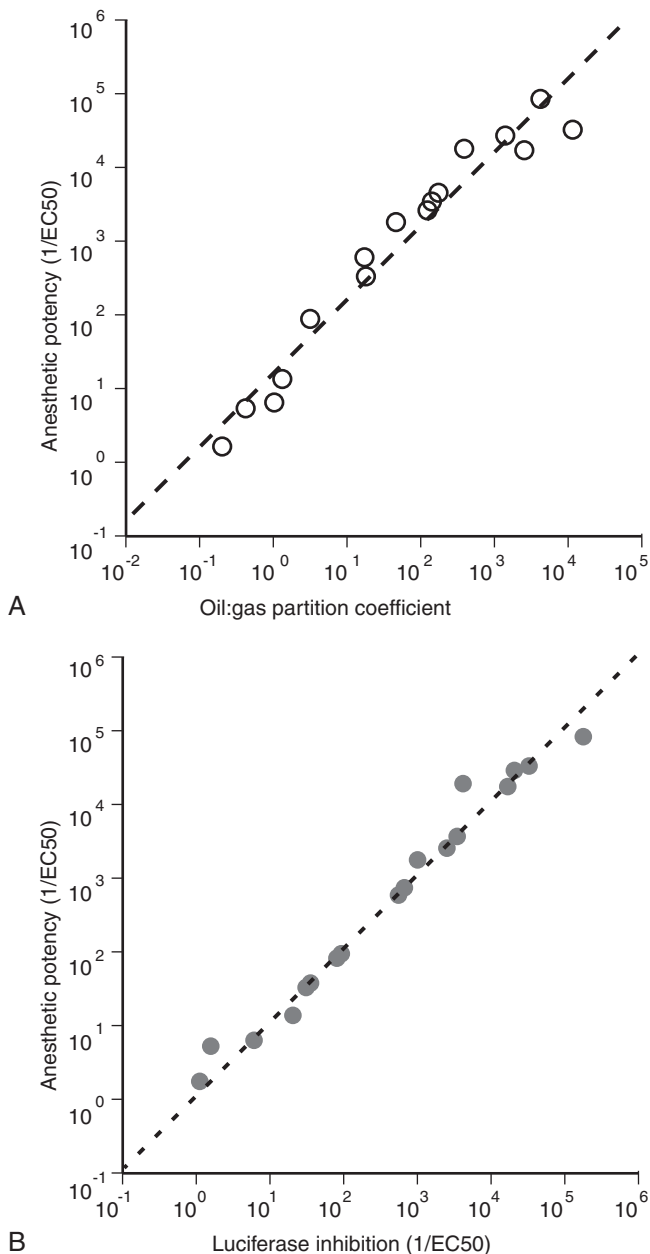 10^6
10^5
10^4
10^3
10^2
10^1
10^0
10^-1
Anesthetic potency (1/EC50)
10^-2 10^-1 10^0 10^1 10^2 10^3 10^4 10^5
A Oil:gas partition coefficient
10^6
10^5
10^4
10^3
10^2
10^1
10^0
10^-1
Anesthetic potency (1/EC50)
10^-1 10^0 10^1 10^2 10^3 10^4 10^5 10^6
B Luciferase inhibition (1/EC50)